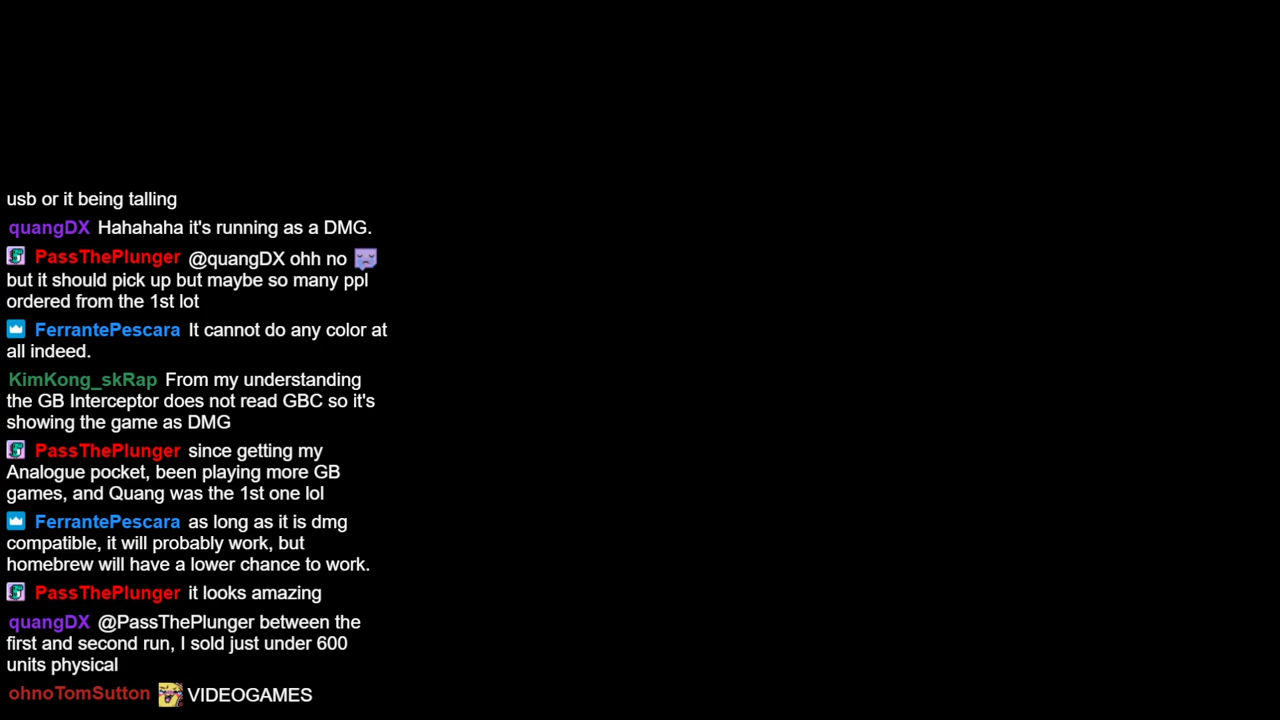 usb or it being talling
quangDX Hahahaha it's running as a DMG.
PassThePlunger @quangDX ohh no
but it should pick up but maybe so many ppl
ordered from the 1st lot
FerrantePescara It cannot do any color at
all indeed.
KimKong_skRap From my understanding
the GB Interceptor does not read GBC so it's
showing the game as DMG
PassThePlunger since getting my
Analogue pocket, been playing more GB
games, and Quang was the 1st one lol
FerrantePescara as long as it is dmg
compatible, it will probably work, but
homebrew will have a lower chance to work.
PassThePlunger it looks amazing
quangDX @PassThePlunger between the
first and second run, I sold just under 600
units physical
ohnoTomSutton VIDEOGAMES